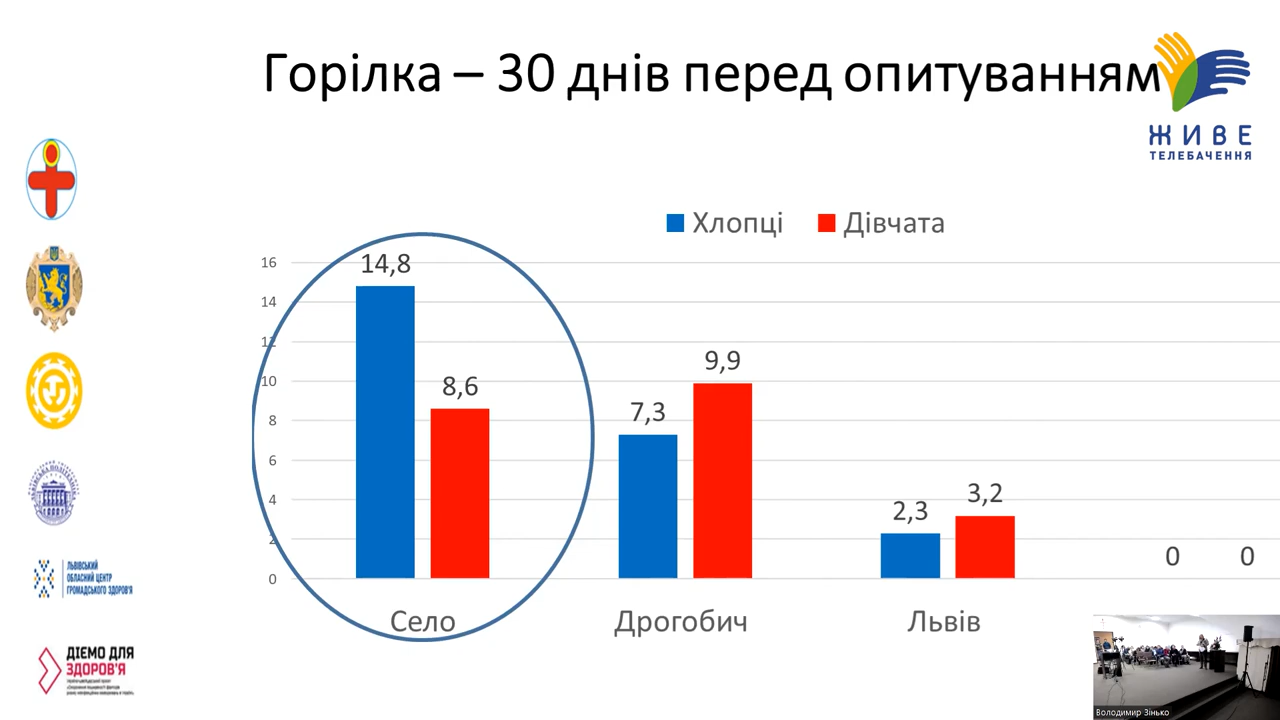 Горілка – 30 днів перед опитуванням
ЖИВЕ
ТЕЛЕБАЧЕННЯ
Хлопці Дівчата
16
14
12
10
8
6
4
2
0
14,8
8,6
7,3
9,9
2,3
3,2
0
0
Село
Дрогобич
Львів
ЛЬВІВСЬКИЙ
ОБЛАСНИЙ ЦЕНТР
ГРОМАДСЬКОГО ЗДОРОВ'Я
ДІЄМО ДЛЯ
ЗДОРОВ'Я
Володимир Зінько